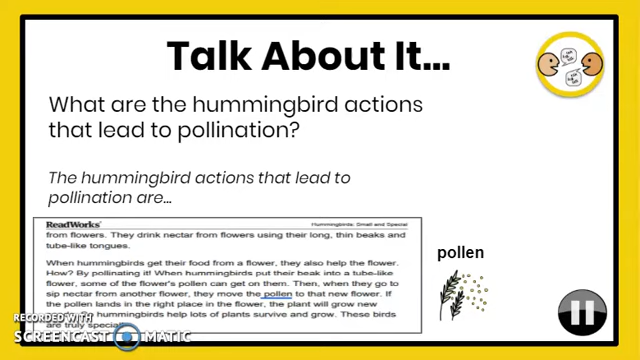 Talk About It...
What are the hummingbird actions
that lead to pollination?
The hummingbird actions that lead to
pollination are...
ReadWorks
Hummingbirds: Small and Special
from flowers. They drink nectar from flowers using their long, thin beaks and
tube-like tongues.
When hummingbirds get their food from a flower, they also help the flower.
How? By pollinating it! When hummingbirds put their beak into a tube-like
flower, some of the flower's pollen can get on them. Then, when they go to
sip nectar from another flower, they move the pollen to that new flower. If
the pollen lands in the right place in the flower, the plant will grow new
hummingbirds help lots of plants survive and grow. These birds
are truly special
pollen
RECORDED WITH
SCREENCAST MATIC